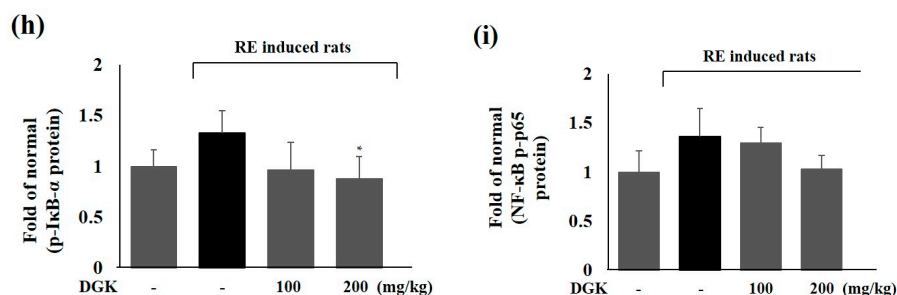 (h)
RE induced rats
Fold of normal
(p-IκB-α protein)
2
1.5
1
0.5
0
*
DGK - - 100 200 (mg/kg)
(i)
RE induced rats
Fold of normal
(NF-κB p-p65
protein)
2
1.5
1
0.5
0
- - 100 200 (mg/kg)